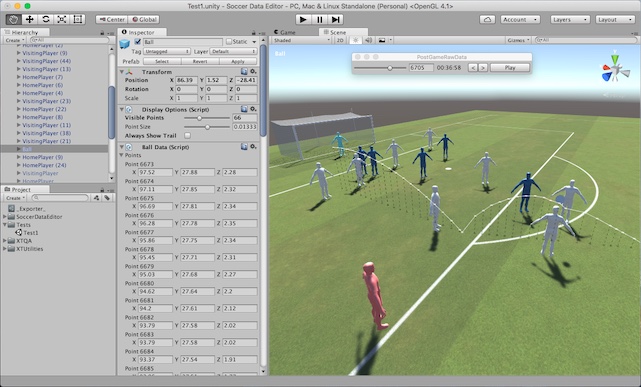 Test1.unity - Soccer Data Editor - PC, Mac & Linux Standalone (Personal) <OpenGL 4.1>
Center Global Account Layers Layout
Hierarchy Inspector Game Scene
Create All
VisitingPlayer (2)
VisitingPlayer (44)
VisitingPlayer (3)
HomePlayer (7)
HomePlayer (6)
HomePlayer (4)
VisitingPlayer (23)
HomePlayer (22)
HomePlayer (8)
VisitingPlayer (11)
VisitingPlayer (38)
VisitingPlayer (21)
Ball
HomePlayer (9)
HomePlayer (24)
VisitingPlayer
HomePlayer
Project
Create
_Exporter_
SoccerDataEditor
Tests
Test1
XTQA
XTUtilities
Ball Static
Tag Untagged Layer Default
Prefab Select Revert Apply
Transform
Position X 86.39 Y 1.52 Z -28.41
Rotation X 0 Y 0 Z 0
Scale X 1 Y 1 Z 1
Display Options (Script)
Visible Points 66
Point Size 0.01333
Always Show Trail
Ball Data (Script)
Points
Point 6673
X 97.52 Y 27.88 Z 2.28
Point 6674
X 97.11 Y 27.85 Z 2.32
Point 6675
X 96.69 Y 27.81 Z 2.34
Point 6676
X 96.28 Y 27.78 Z 2.35
Point 6677
X 95.86 Y 27.75 Z 2.34
Point 6678
X 95.45 Y 27.71 Z 2.31
Point 6679
X 95.03 Y 27.68 Z 2.27
Point 6680
X 94.62 Y 27.64 Z 2.2
Point 6681
X 94.2 Y 27.61 Z 2.12
Point 6682
X 93.79 Y 27.58 Z 2.02
Point 6683
X 93.79 Y 27.58 Z 2.02
Point 6684
X 93.37 Y 27.54 Z 1.91
Point 6685
Shaded 2D Gizmos All
Ball
PostGameRawData
6705 00:36:58 < > Play